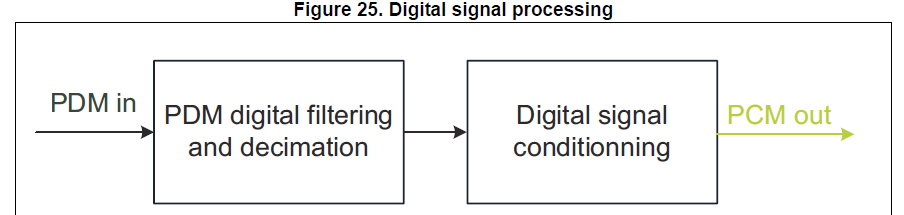 Figure 25. Digital signal processing
PDM in
PDM digital filtering
and decimation
Digital signal
conditionning
PCM out